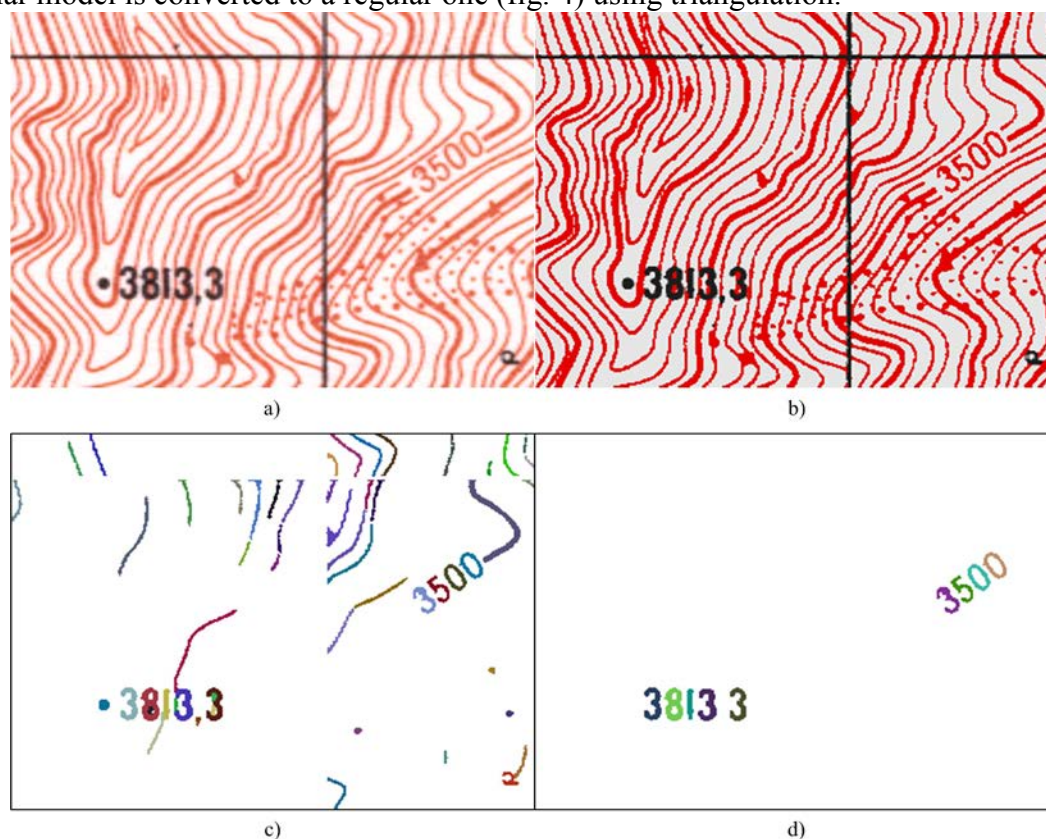 lar model is converted to a regular one (fig. 4) using triangulation.
3500
3813,3
Р
3500
3813,3
Р
a)
b)
3500
3813,3
Р
3500
3813 3
c)
d)